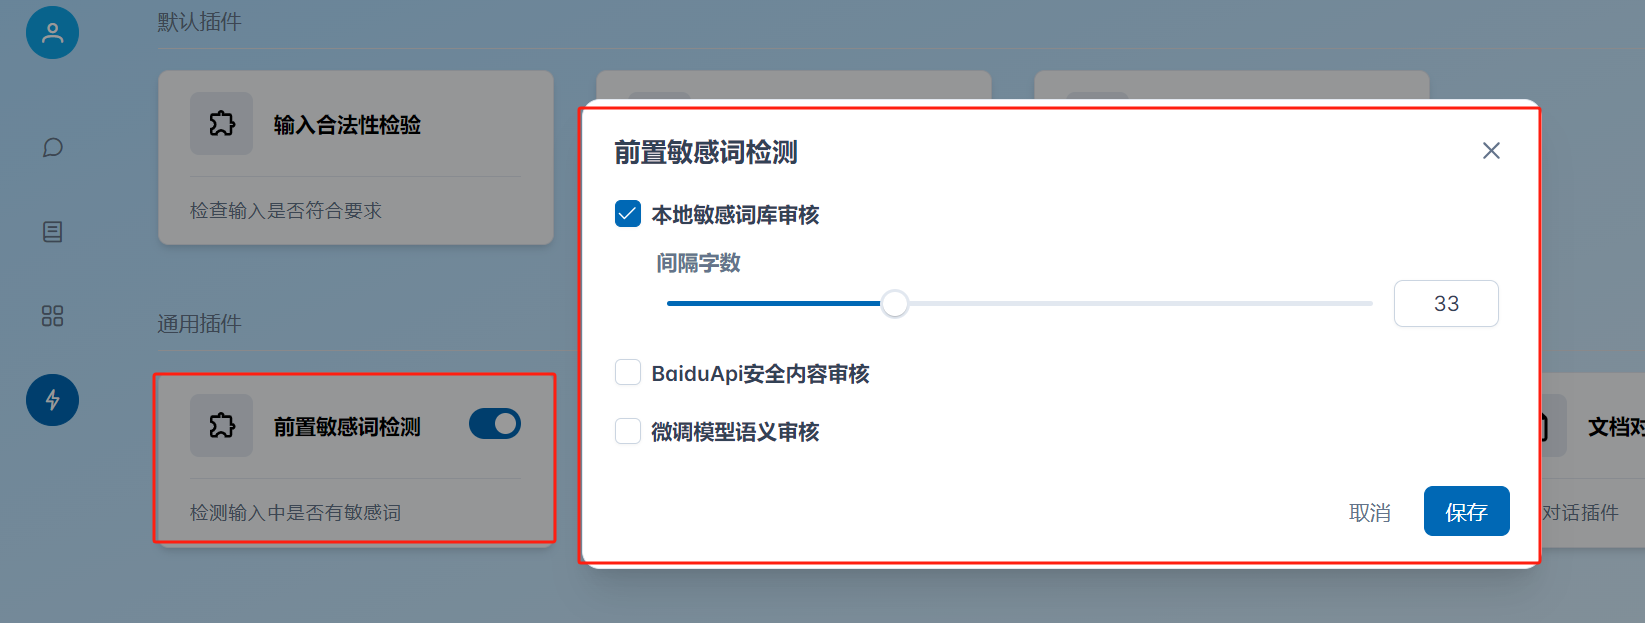 默认插件
输入合法性检验
检查输入是否符合要求
通用插件
前置敏感词检测
检测输入中是否有敏感词
前置敏感词检测
本地敏感词库审核
间隔字数
33
BaiduApi安全内容审核
微调模型语义审核
取消
保存
文档对
对话插件